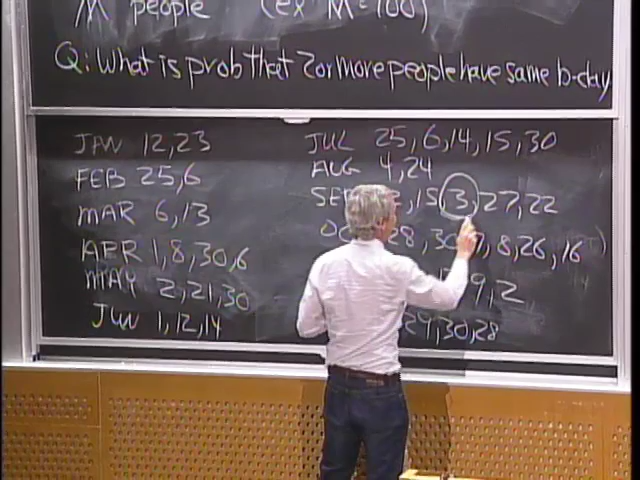 M people (ex M=100)
Q: What is prob that 2 or more people have same b-day
JAN 12,23
FEB 25,6
MAR 6,13
APR 1,8,30,6
MAY 2,21,30
JUN 1,12,14
JUL 25,6,14,15,30
AUG 4,24
15,3,27,22
28,30 8,26,16
9,2
29,30,28